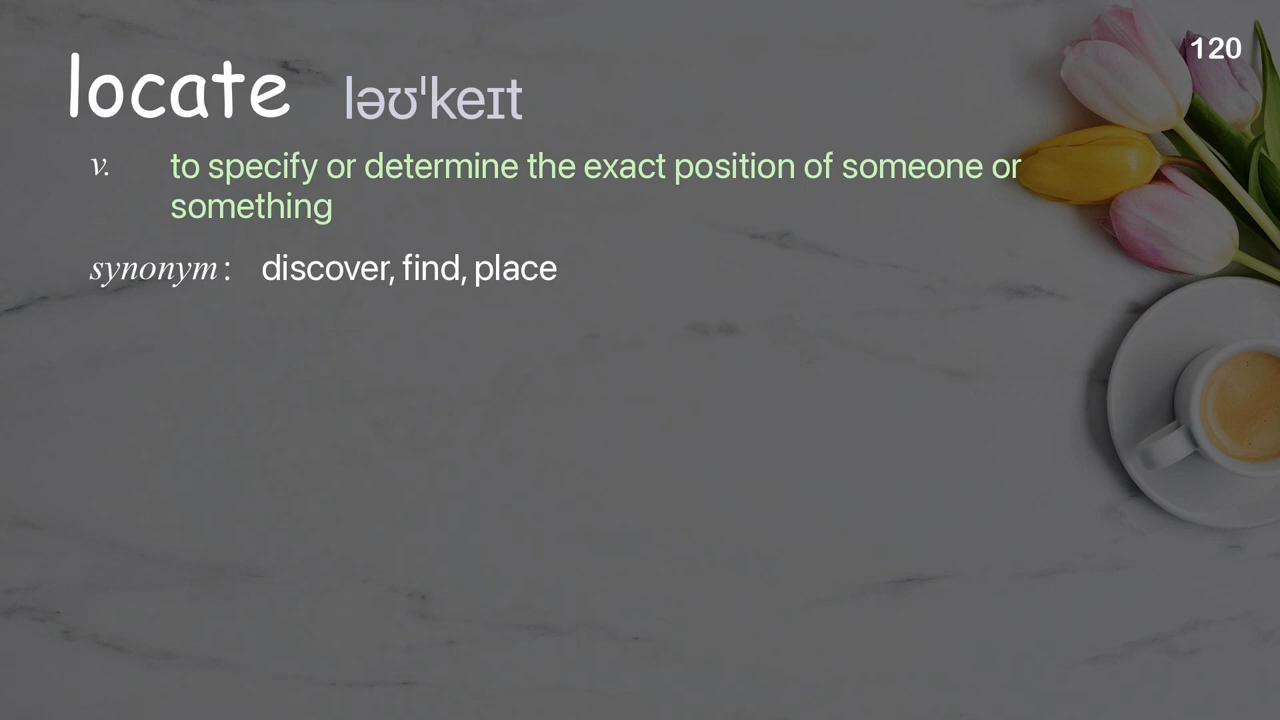 120
locate ləʊˈkeɪt
v. to specify or determine the exact position of someone or
something
synonym: discover, find, place